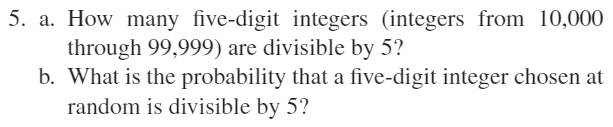 5. a. How many five-digit integers (integers from 10,000
through 99,999) are divisible by 5?
b. What is the probability that a five-digit integer chosen at
random is divisible by 5?